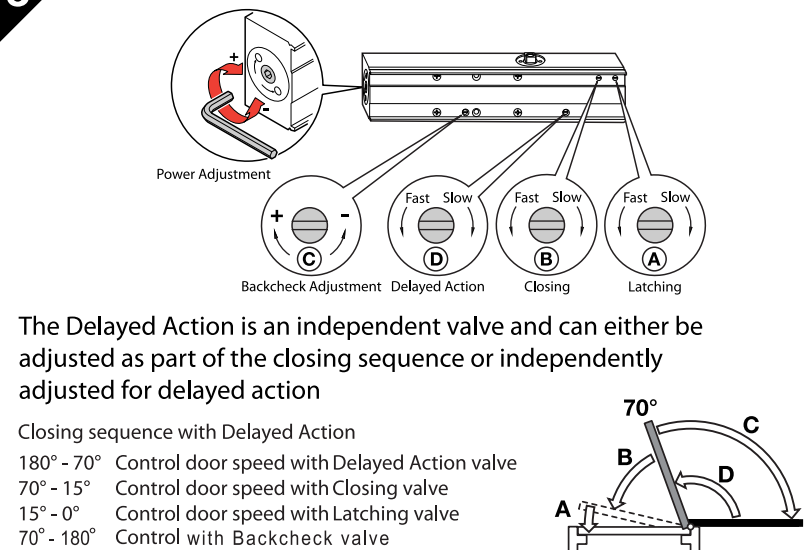 +
-
Power Adjustment
+ -
C
Backcheck Adjustment
Fast Slow
D
Delayed Action
Fast Slow
B
Closing
Fast Slow
A
Latching
The Delayed Action is an independent valve and can either be
adjusted as part of the closing sequence or independently
adjusted for delayed action
Closing sequence with Delayed Action
180° - 70° Control door speed with Delayed Action valve
70° - 15° Control door speed with Closing valve
15° - 0° Control door speed with Latching valve
70° - 180° Control with Backcheck valve
70°
C
B
D
A